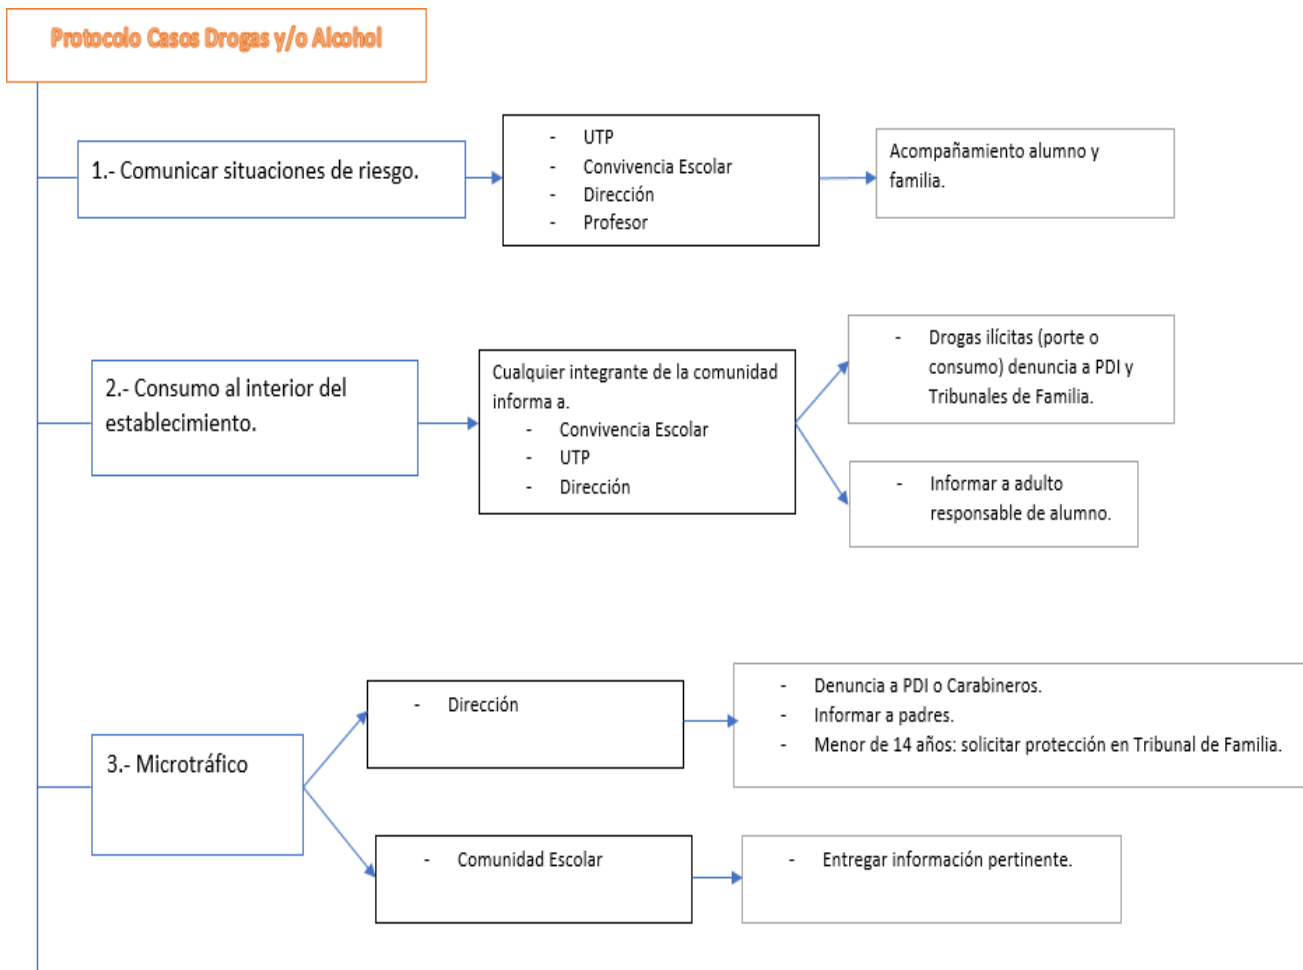 Protocolo Casos Drogas y/o Alcohol
1.- Comunicar situaciones de riesgo.
- UTP
- Convivencia Escolar
- Dirección
- Profesor
Acompañamiento alumno y
familia.
2.- Consumo al interior del
establecimiento.
Cualquier integrante de la comunidad
informa a.
- Convivencia Escolar
- UTP
- Dirección
- Drogas ilícitas (porte o
consumo) denuncia a PDI y
Tribunales de Familia.
- Informar a adulto
responsable de alumno.
3.- Microtráfico
- Dirección
- Denuncia a PDI o Carabineros.
- Informar a padres.
- Menor de 14 años: solicitar protección en Tribunal de Familia.
- Comunidad Escolar
- Entregar información pertinente.